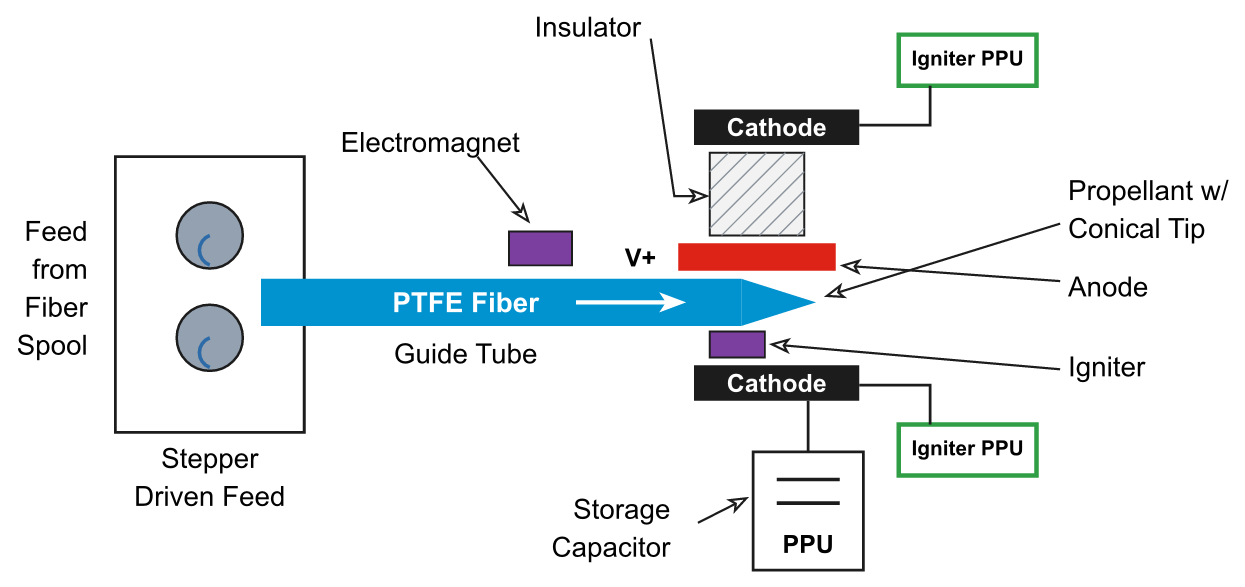 Insulator
Igniter PPU
Cathode
Electromagnet
Propellant w/
Conical Tip
Feed
from
Fiber
Spool
V+
Anode
PTFE Fiber
Guide Tube
Igniter
Cathode
Igniter PPU
Stepper
Driven Feed
Storage
Capacitor
PPU